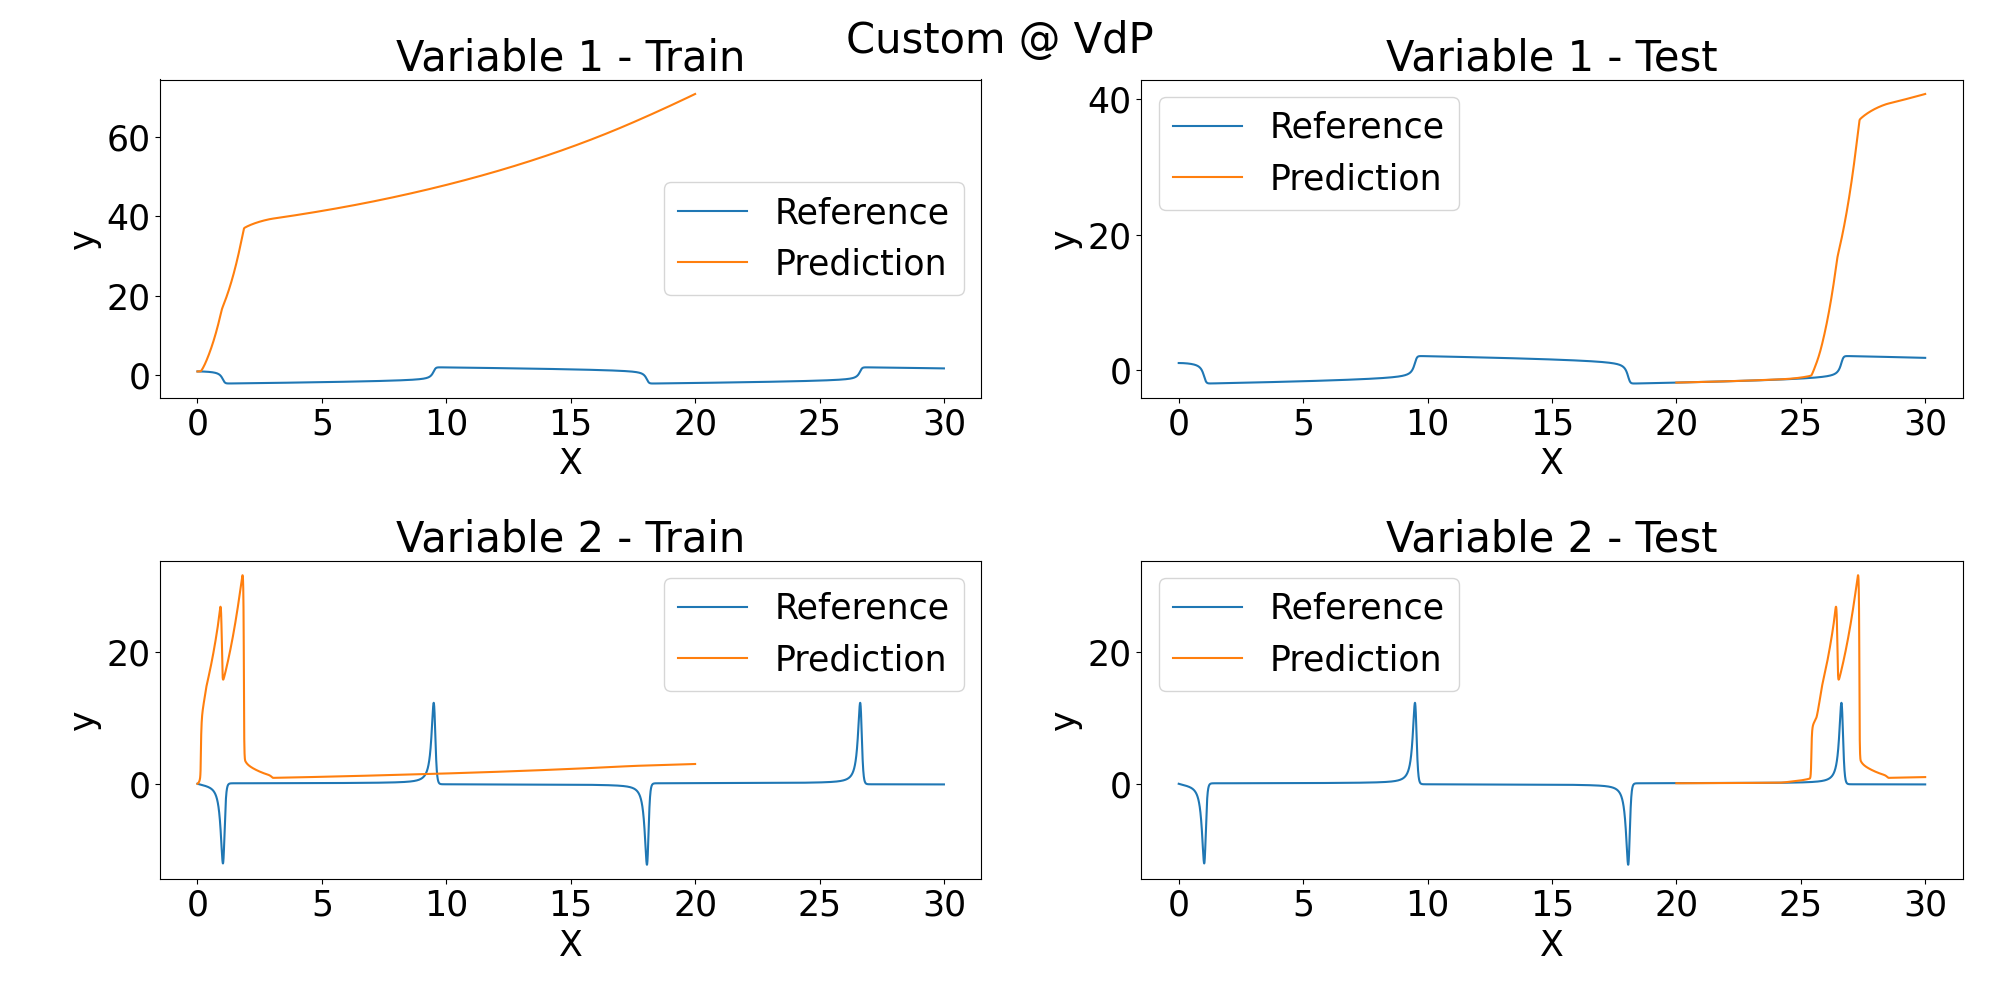 Custom @ VdP
Variable 1 - Train
60
40
20
0
y
Reference
Prediction
0 5 10 15 20 25 30
X
Variable 1 - Test
40
20
0
y
Reference
Prediction
0 5 10 15 20 25 30
X
Variable 2 - Train
20
0
y
Reference
Prediction
0 5 10 15 20 25 30
X
Variable 2 - Test
20
0
y
Reference
Prediction
0 5 10 15 20 25 30
X